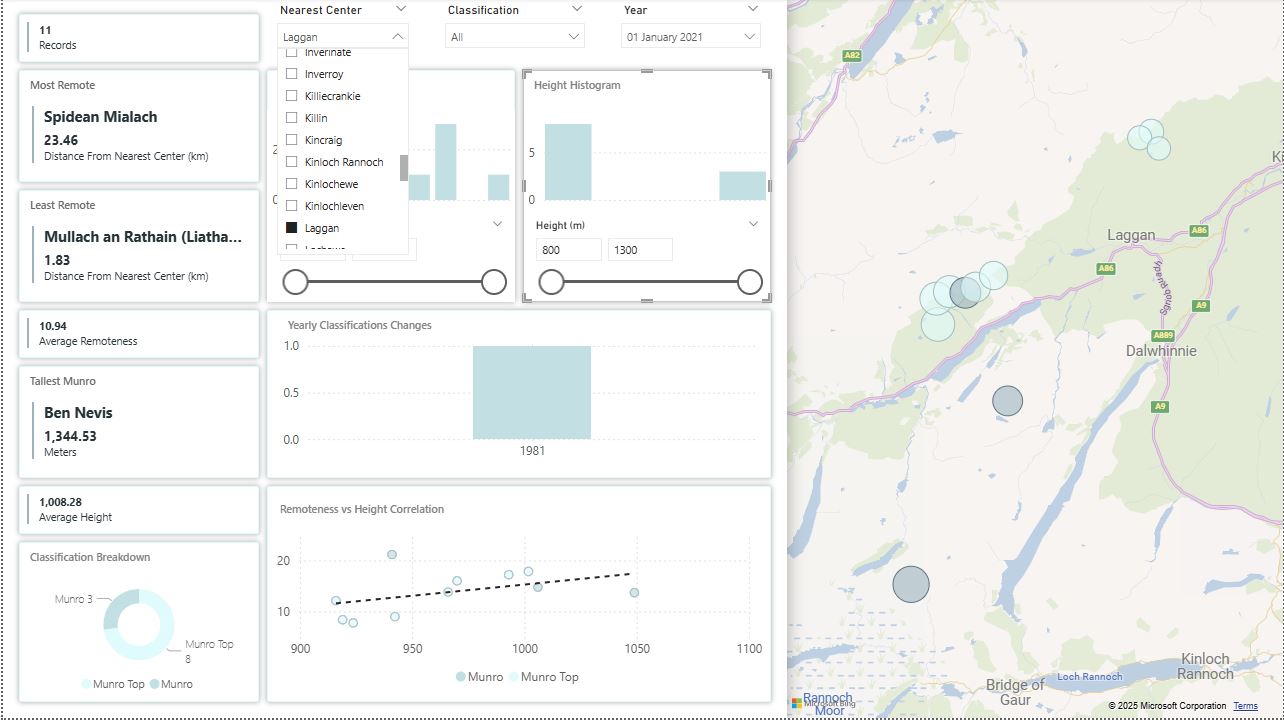 Nearest Center
Classification
Year
Laggan
All
01 January 2021
11
Records
Inverinate
Inverroy
Killiecrankie
Killin
Kincraig
Kinloch Rannoch
Kinlochewe
Kinlochleven
Laggan
Most Remote
Spidean Mialach
23.46
Distance From Nearest Center (km)
Least Remote
Mullach an Rathain (Liatha...
1.83
Distance From Nearest Center (km)
10.94
Average Remoteness
Tallest Munro
Ben Nevis
1,344.53
Meters
1,008.28
Average Height
Classification Breakdown
Munro 3
Munro Top
8
Munro Top
Munro
2
0
Height Histogram
5
0
Height (m)
800
1300
Yearly Classifications Changes
1.0
0.5
0.0
1981
Remoteness vs Height Correlation
20
10
900
950
1000
1050
1100
Munro
Munro Top
A82
K
Laggan
A86
A86
Sgriob Ruadh
A9
A889
Dalwhinnie
A9
Kinloch
Rannoch
Loch Rannoch
Bridge of
Gaur
Rannoch
Moor
Microsoft Bing
© 2025 Microsoft Corporation
Terms